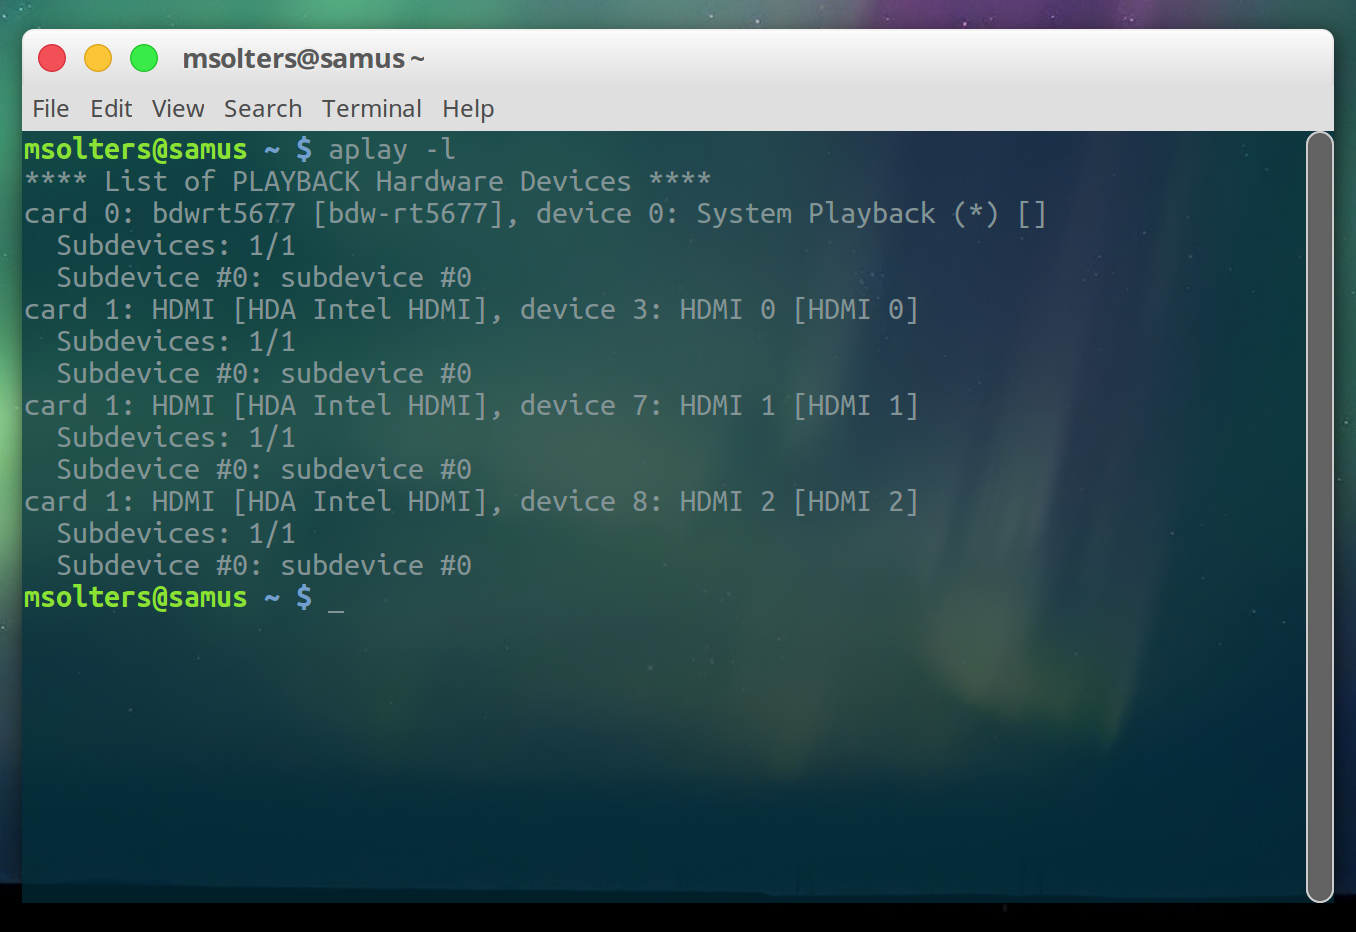 msolters@samus ~
File Edit View Search Terminal Help
msolters@samus ~ $ aplay -l
**** List of PLAYBACK Hardware Devices ****
card 0: bdwrt5677 [bdw-rt5677], device 0: System Playback (*) []
  Subdevices: 1/1
  Subdevice #0: subdevice #0
card 1: HDMI [HDA Intel HDMI], device 3: HDMI 0 [HDMI 0]
  Subdevices: 1/1
  Subdevice #0: subdevice #0
card 1: HDMI [HDA Intel HDMI], device 7: HDMI 1 [HDMI 1]
  Subdevices: 1/1
  Subdevice #0: subdevice #0
card 1: HDMI [HDA Intel HDMI], device 8: HDMI 2 [HDMI 2]
  Subdevices: 1/1
  Subdevice #0: subdevice #0
msolters@samus ~ $ _